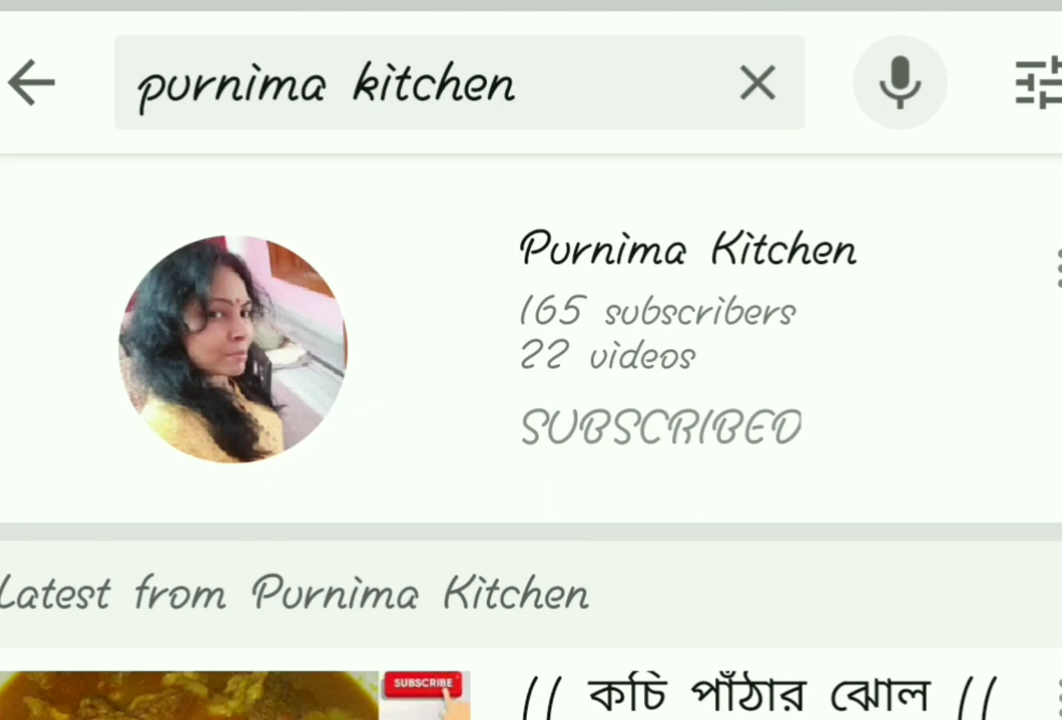 purnima kitchen
Purnima Kitchen
165 subscribers
22 videos
SUBSCRIBED
Latest from Purnima Kitchen
SUBSCRIBE
(( কচি পাঁঠার ঝোল ((